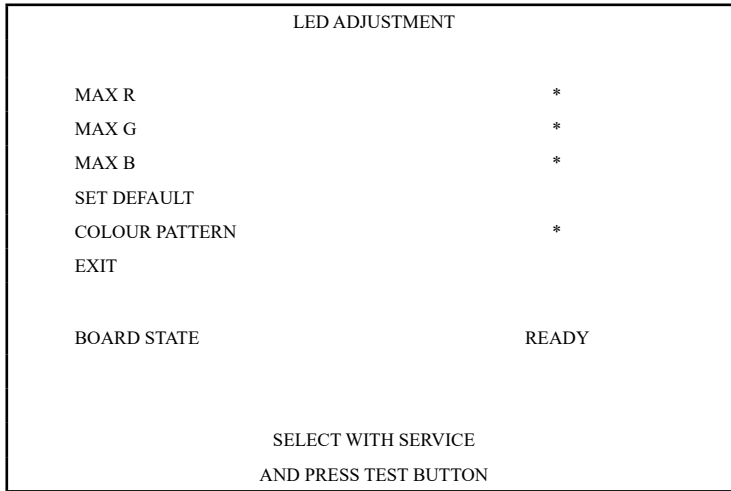 LED ADJUSTMENT
MAX R *
MAX G *
MAX B *
SET DEFAULT
COLOUR PATTERN *
EXIT
BOARD STATE READY
SELECT WITH SERVICE
AND PRESS TEST BUTTON